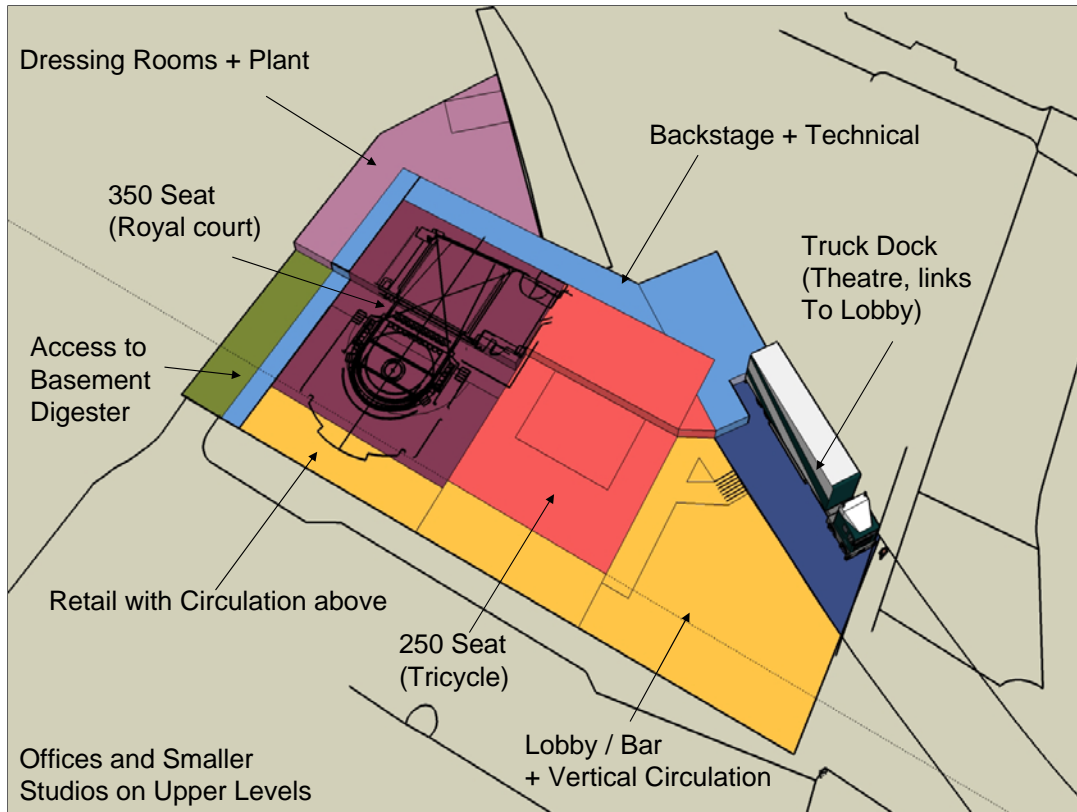 Dressing Rooms + Plant
Backstage + Technical
350 Seat
(Royal court)
Truck Dock
(Theatre, links
To Lobby)
Access to
Basement
Digester
Retail with Circulation above
250 Seat
(Tricycle)
Lobby / Bar
+ Vertical Circulation
Offices and Smaller
Studios on Upper Levels